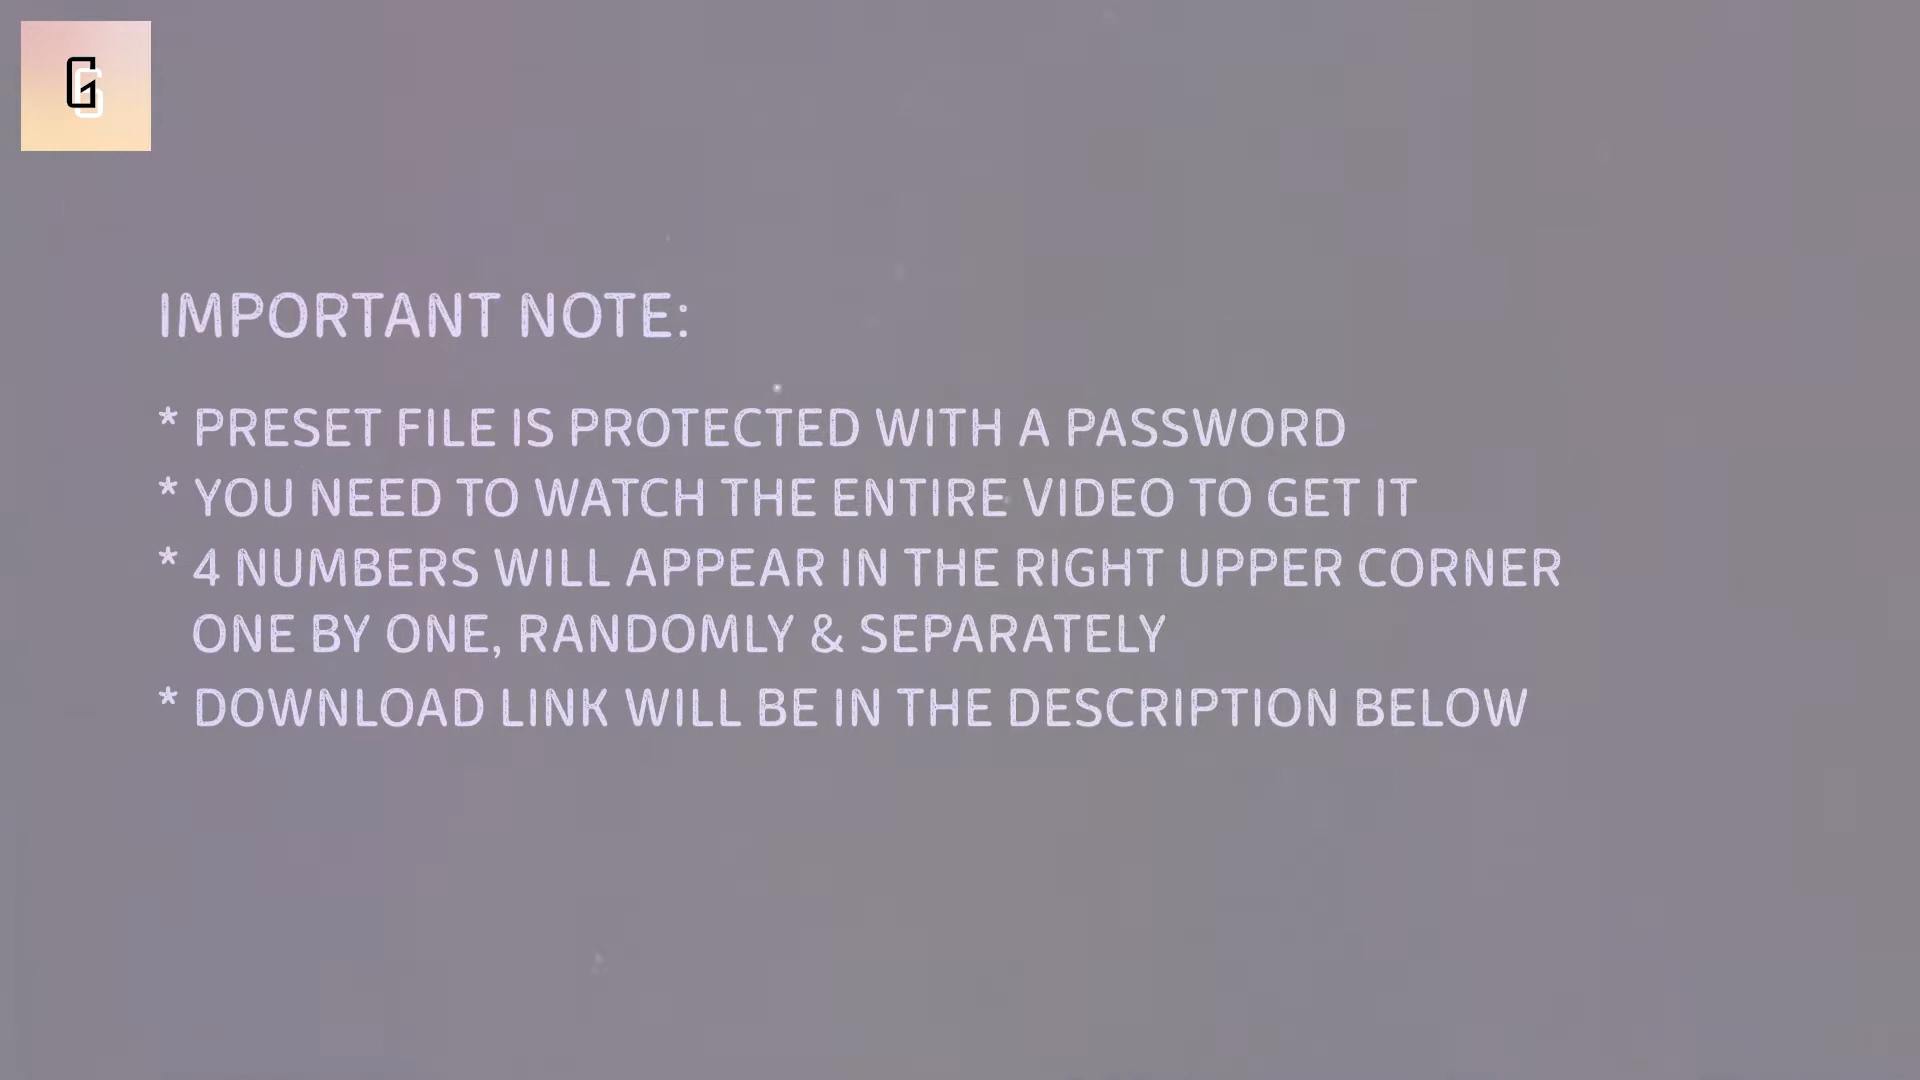 IMPORTANT NOTE:
* PRESET FILE IS PROTECTED WITH A PASSWORD
* YOU NEED TO WATCH THE ENTIRE VIDEO TO GET IT
* 4 NUMBERS WILL APPEAR IN THE RIGHT UPPER CORNER
ONE BY ONE, RANDOMLY & SEPARATELY
* DOWNLOAD LINK WILL BE IN THE DESCRIPTION BELOW